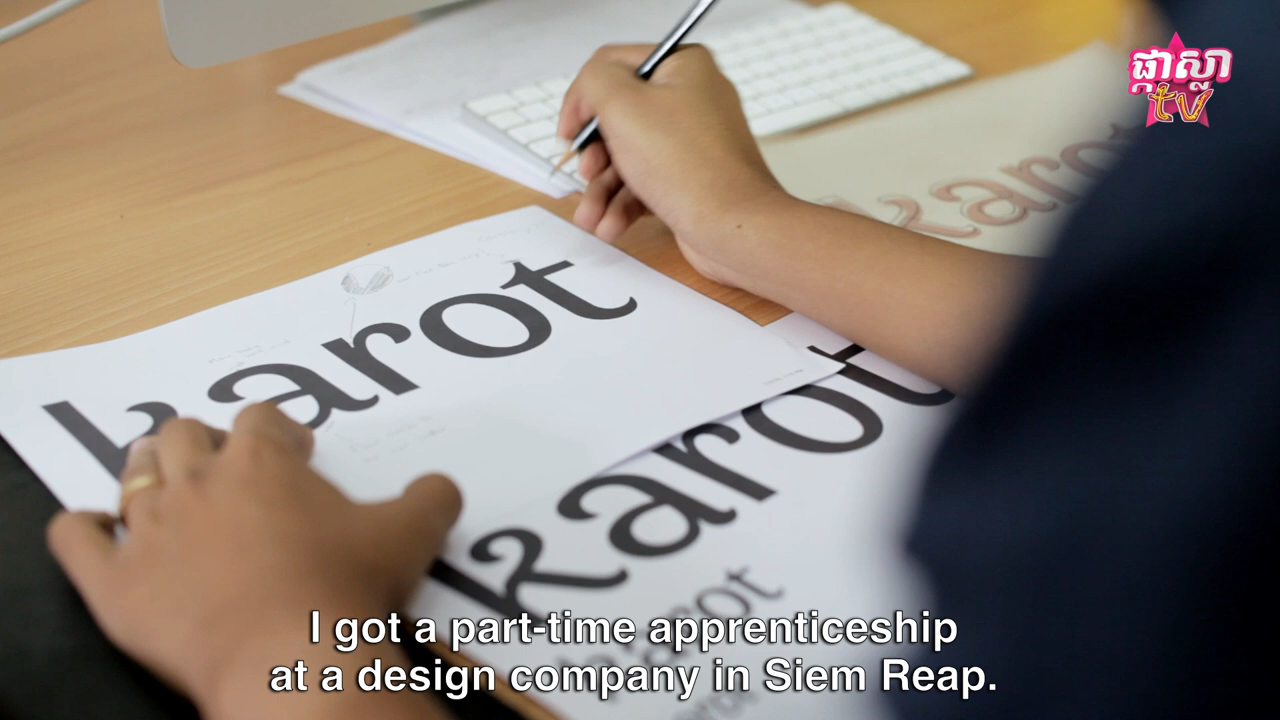 ផ្កាស្លា
tv
karot
karot
karot
karot
I got a part-time apprenticeship
at a design company in Siem Reap.